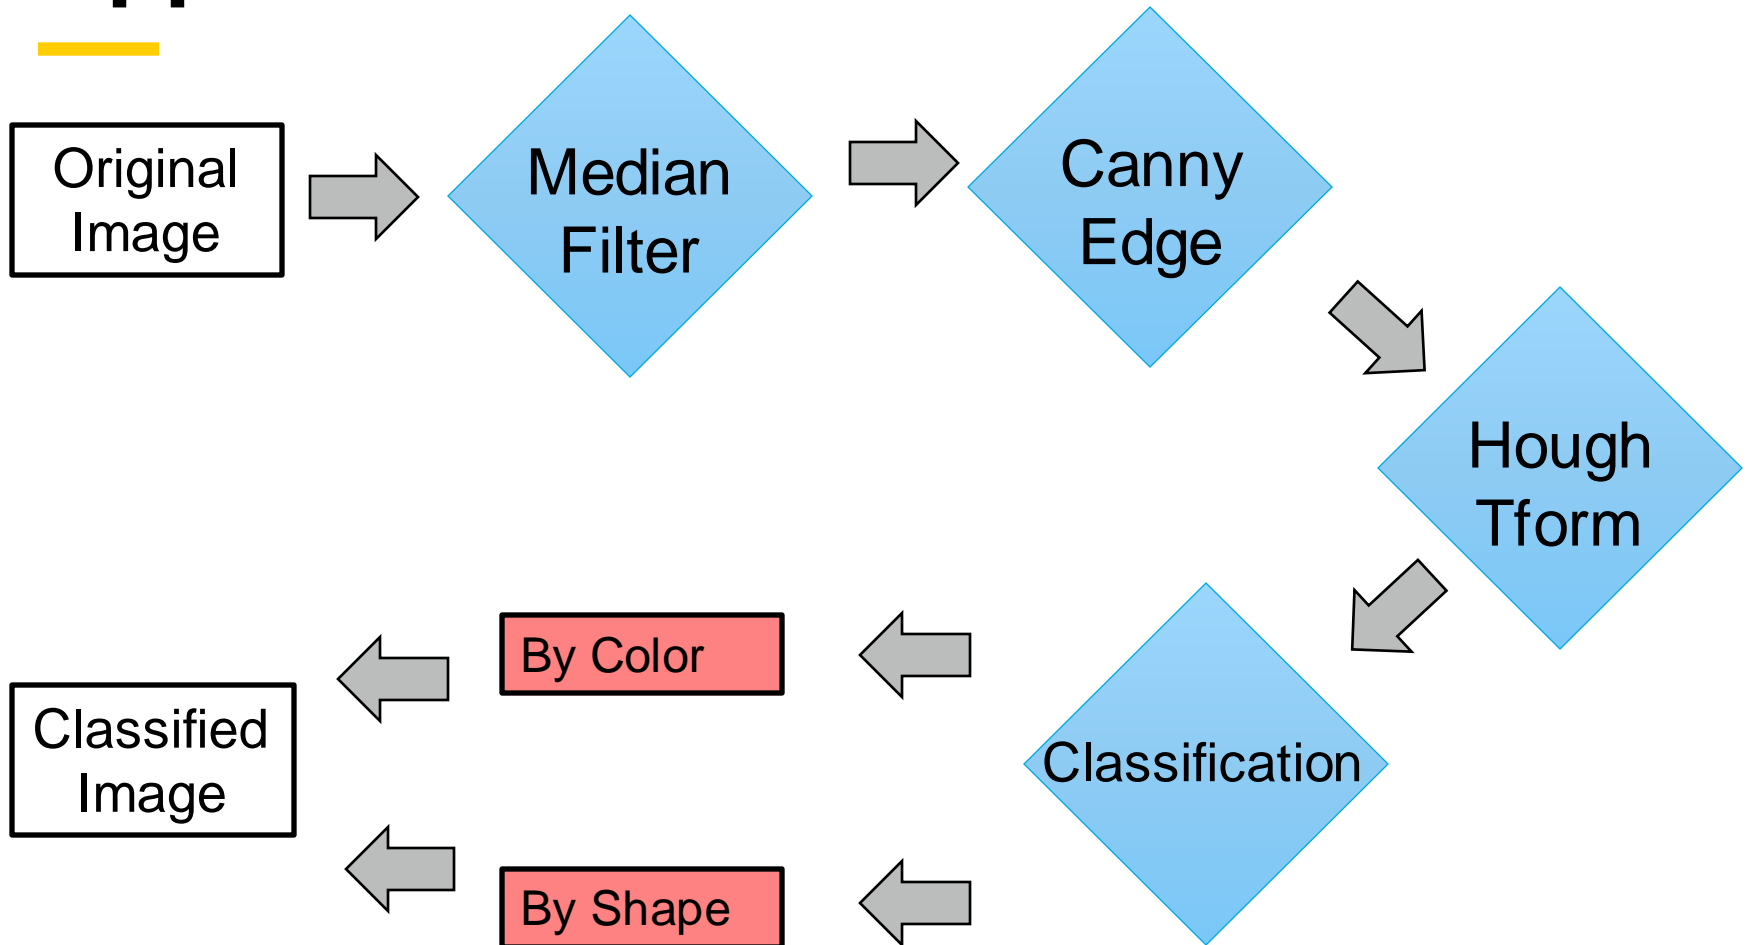 Original
Image
Median
Filter
Canny
Edge
Hough
Tform
Classification
By Color
By Shape
Classified
Image